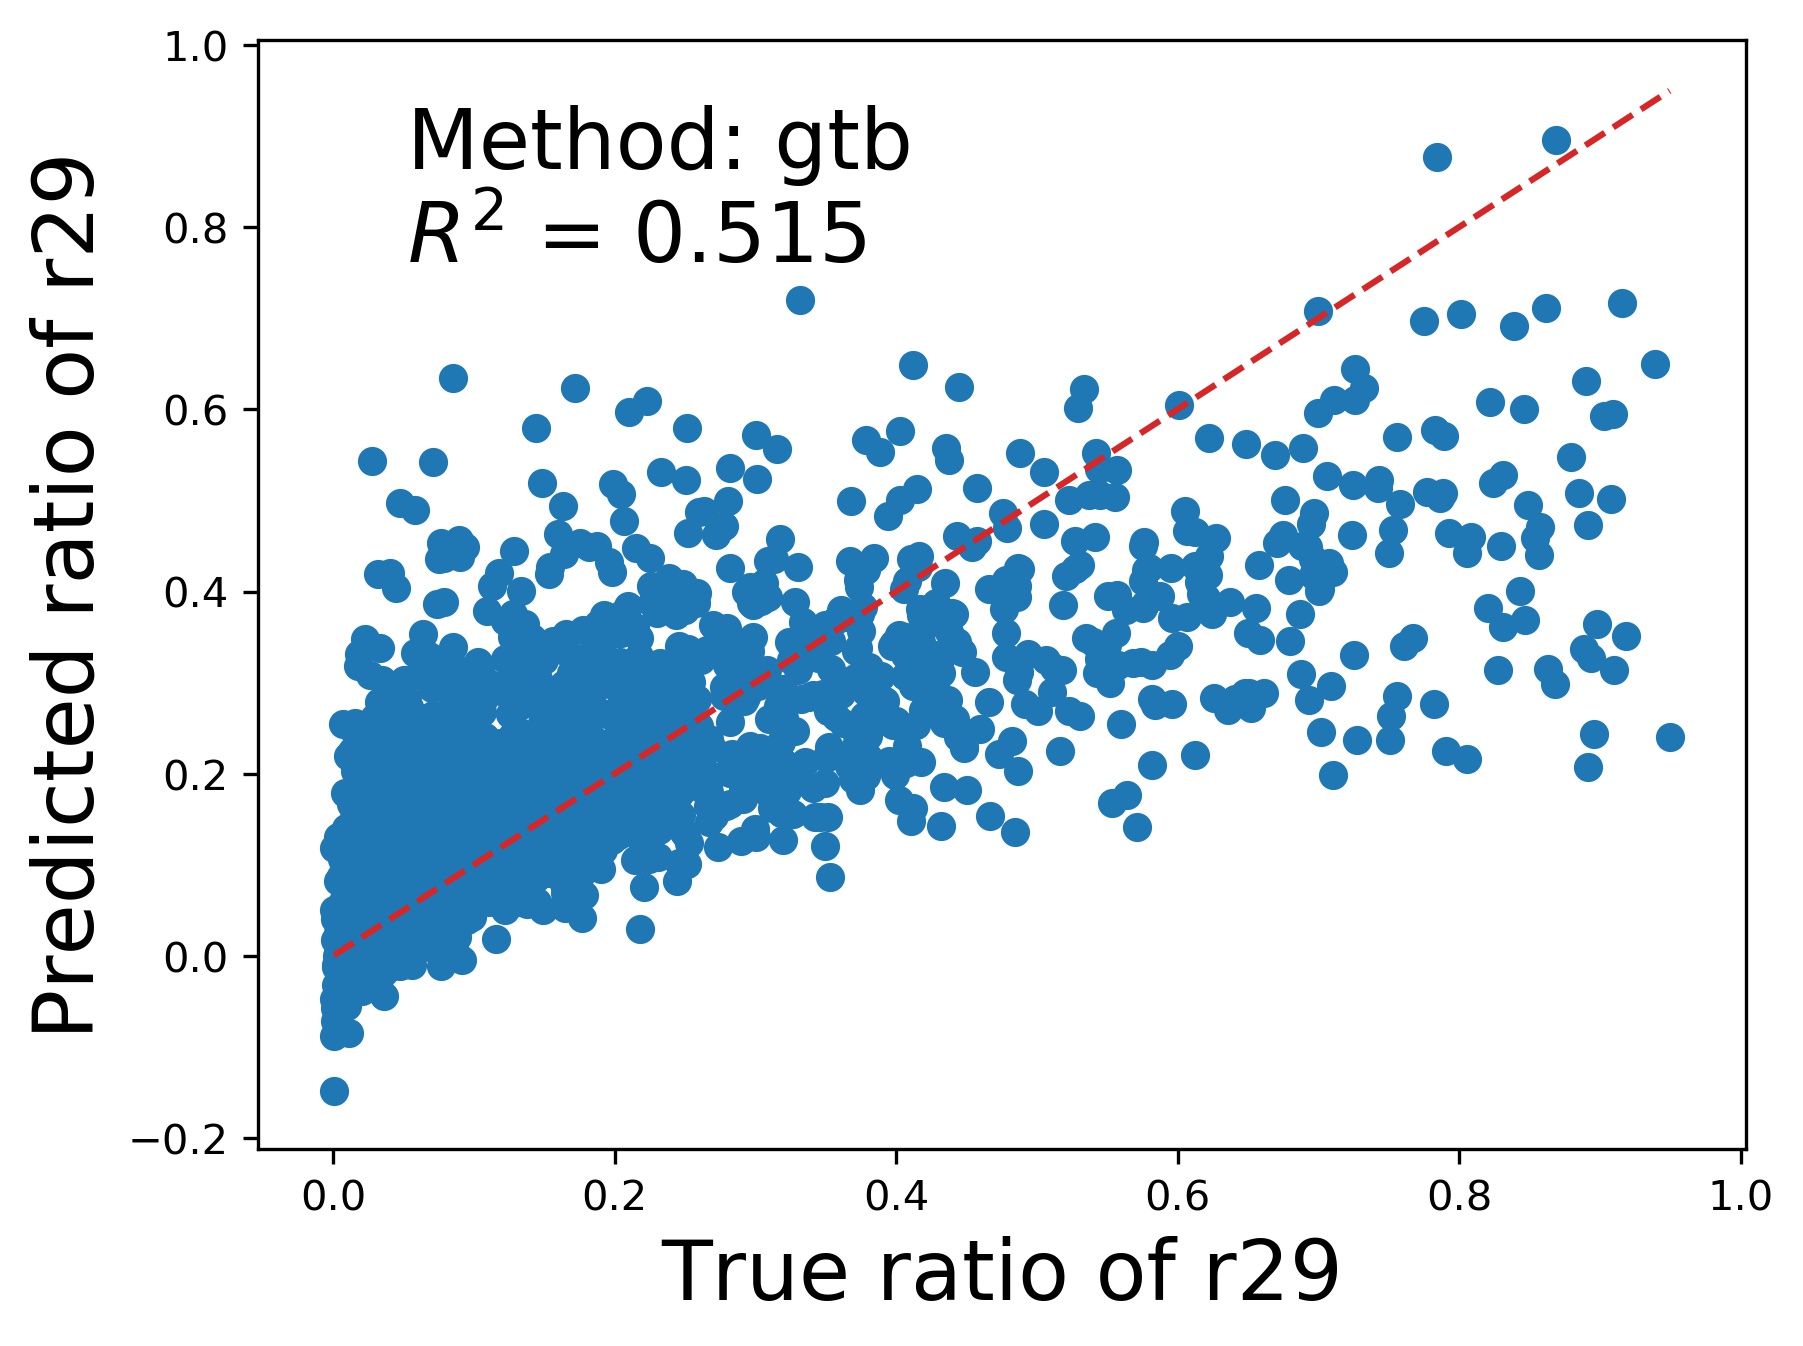 1.0
Method: gtb
R² = 0.515
0.8
0.6
0.4
0.2
0.0
−0.2
Predicted ratio of r29
0.0 0.2 0.4 0.6 0.8 1.0
True ratio of r29